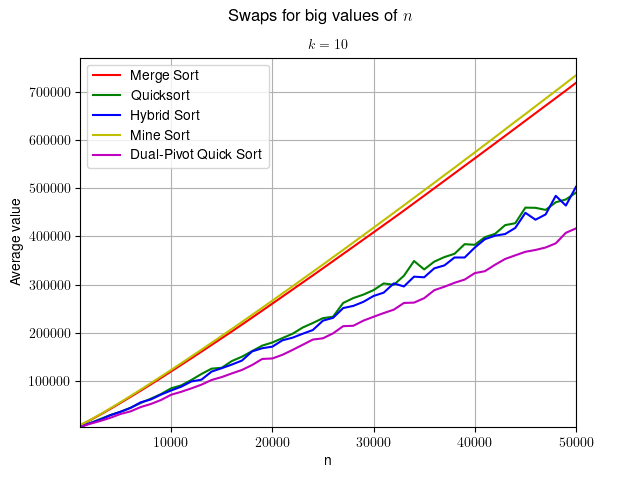 Swaps for big values of n
k = 10
Merge Sort
Quicksort
Hybrid Sort
Mine Sort
Dual-Pivot Quick Sort
Average value
700000
600000
500000
400000
300000
200000
100000
10000 20000 30000 40000 50000
n